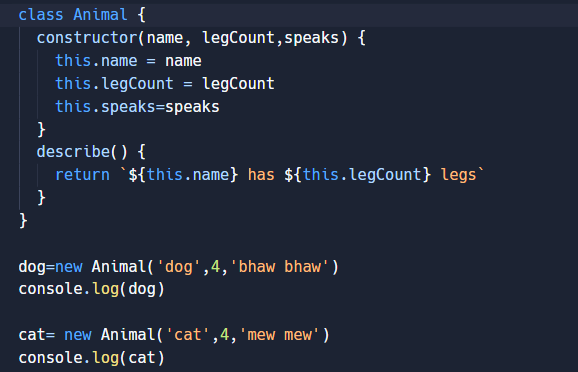 class Animal {
  constructor(name, legCount,speaks) {
    this.name = name
    this.legCount = legCount
    this.speaks=speaks
  }
  describe() {
    return `${this.name} has ${this.legCount} legs`
  }
}

dog=new Animal('dog',4,'bhaw bhaw')
console.log(dog)

cat= new Animal('cat',4,'mew mew')
console.log(cat)